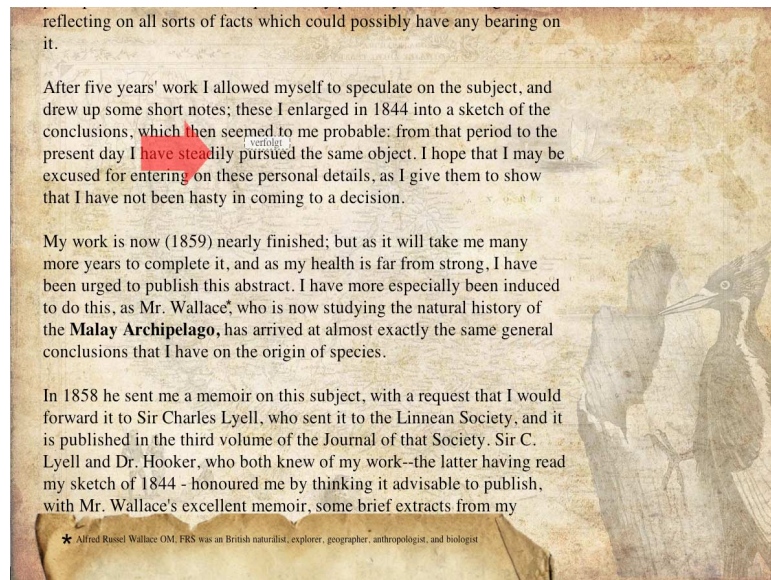 reflecting on all sorts of facts which could possibly have any bearing on
it.
After five years' work I allowed myself to speculate on the subject, and
drew up some short notes; these I enlarged in 1844 into a sketch of the
conclusions, which then seemed to me probable: from that period to the
verfolgt
present day I have steadily pursued the same object. I hope that I may be
excused for entering on these personal details, as I give them to show
that I have not been hasty in coming to a decision.
My work is now (1859) nearly finished; but as it will take me many
more years to complete it, and as my health is far from strong, I have
been urged to publish this abstract. I have more especially been induced
to do this, as Mr. Wallace*, who is now studying the natural history of
the Malay Archipelago, has arrived at almost exactly the same general
conclusions that I have on the origin of species.
In 1858 he sent me a memoir on this subject, with a request that I would
forward it to Sir Charles Lyell, who sent it to the Linnean Society, and it
is published in the third volume of the Journal of that Society. Sir C.
Lyell and Dr. Hooker, who both knew of my work--the latter having read
my sketch of 1844 - honoured me by thinking it advisable to publish,
with Mr. Wallace's excellent memoir, some brief extracts from my
* Alfred Russel Wallace OM, FRS was an British naturalist, explorer, geographer, anthropologist, and biologist